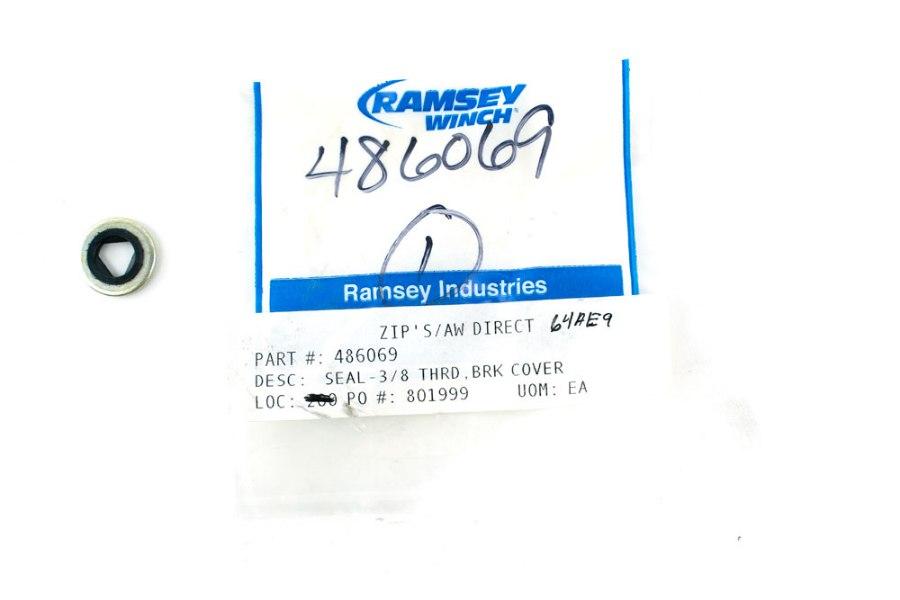 RAMSEY
WINCH
486069
1
Ramsey Industries
ZIP'S/AW DIRECT 64AE9
PART #: 486069
DESC: SEAL-3/8 THRD,BRK COVER
LOC: PO #: 801999 UOM: EA